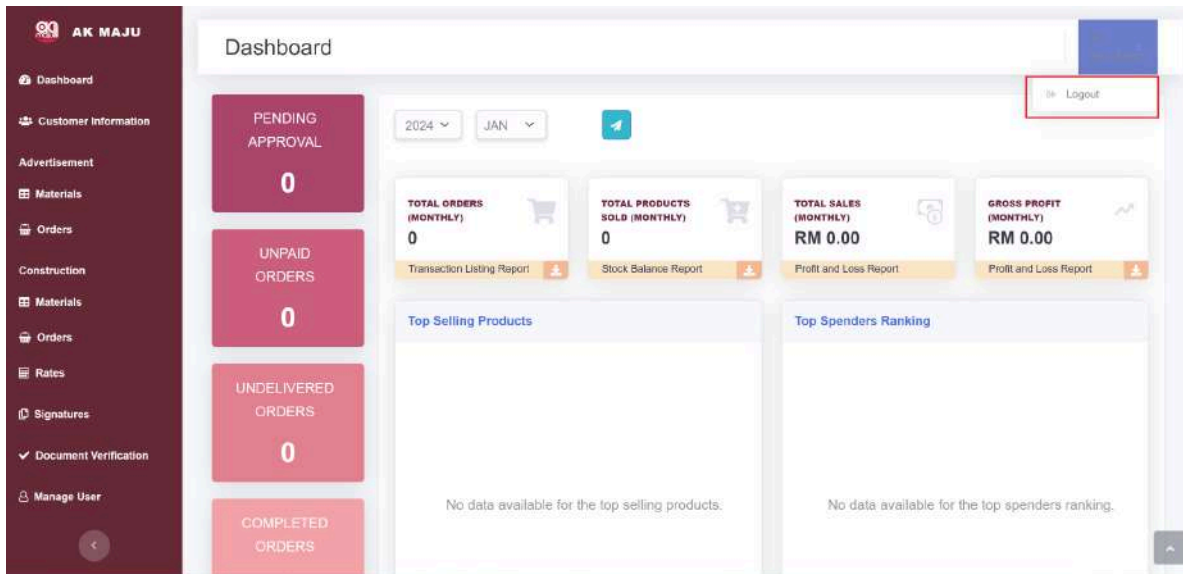 AK MAJU
Dashboard
Customer Information
Advertisement
Materials
Orders
Construction
Materials
Orders
Rates
Signatures
Document Verification
Manage User
Dashboard
Logout
PENDING
APPROVAL
0
UNPAID
ORDERS
0
UNDELIVERED
ORDERS
0
COMPLETED
ORDERS
2024
JAN
TOTAL ORDERS
(MONTHLY)
0
Transaction Listing Report
TOTAL PRODUCTS
SOLD (MONTHLY)
0
Stock Balance Report
TOTAL SALES
(MONTHLY)
RM 0.00
Profit and Loss Report
GROSS PROFIT
(MONTHLY)
RM 0.00
Profit and Loss Report
Top Selling Products
No data available for the top selling products.
Top Spenders Ranking
No data available for the top spenders ranking.